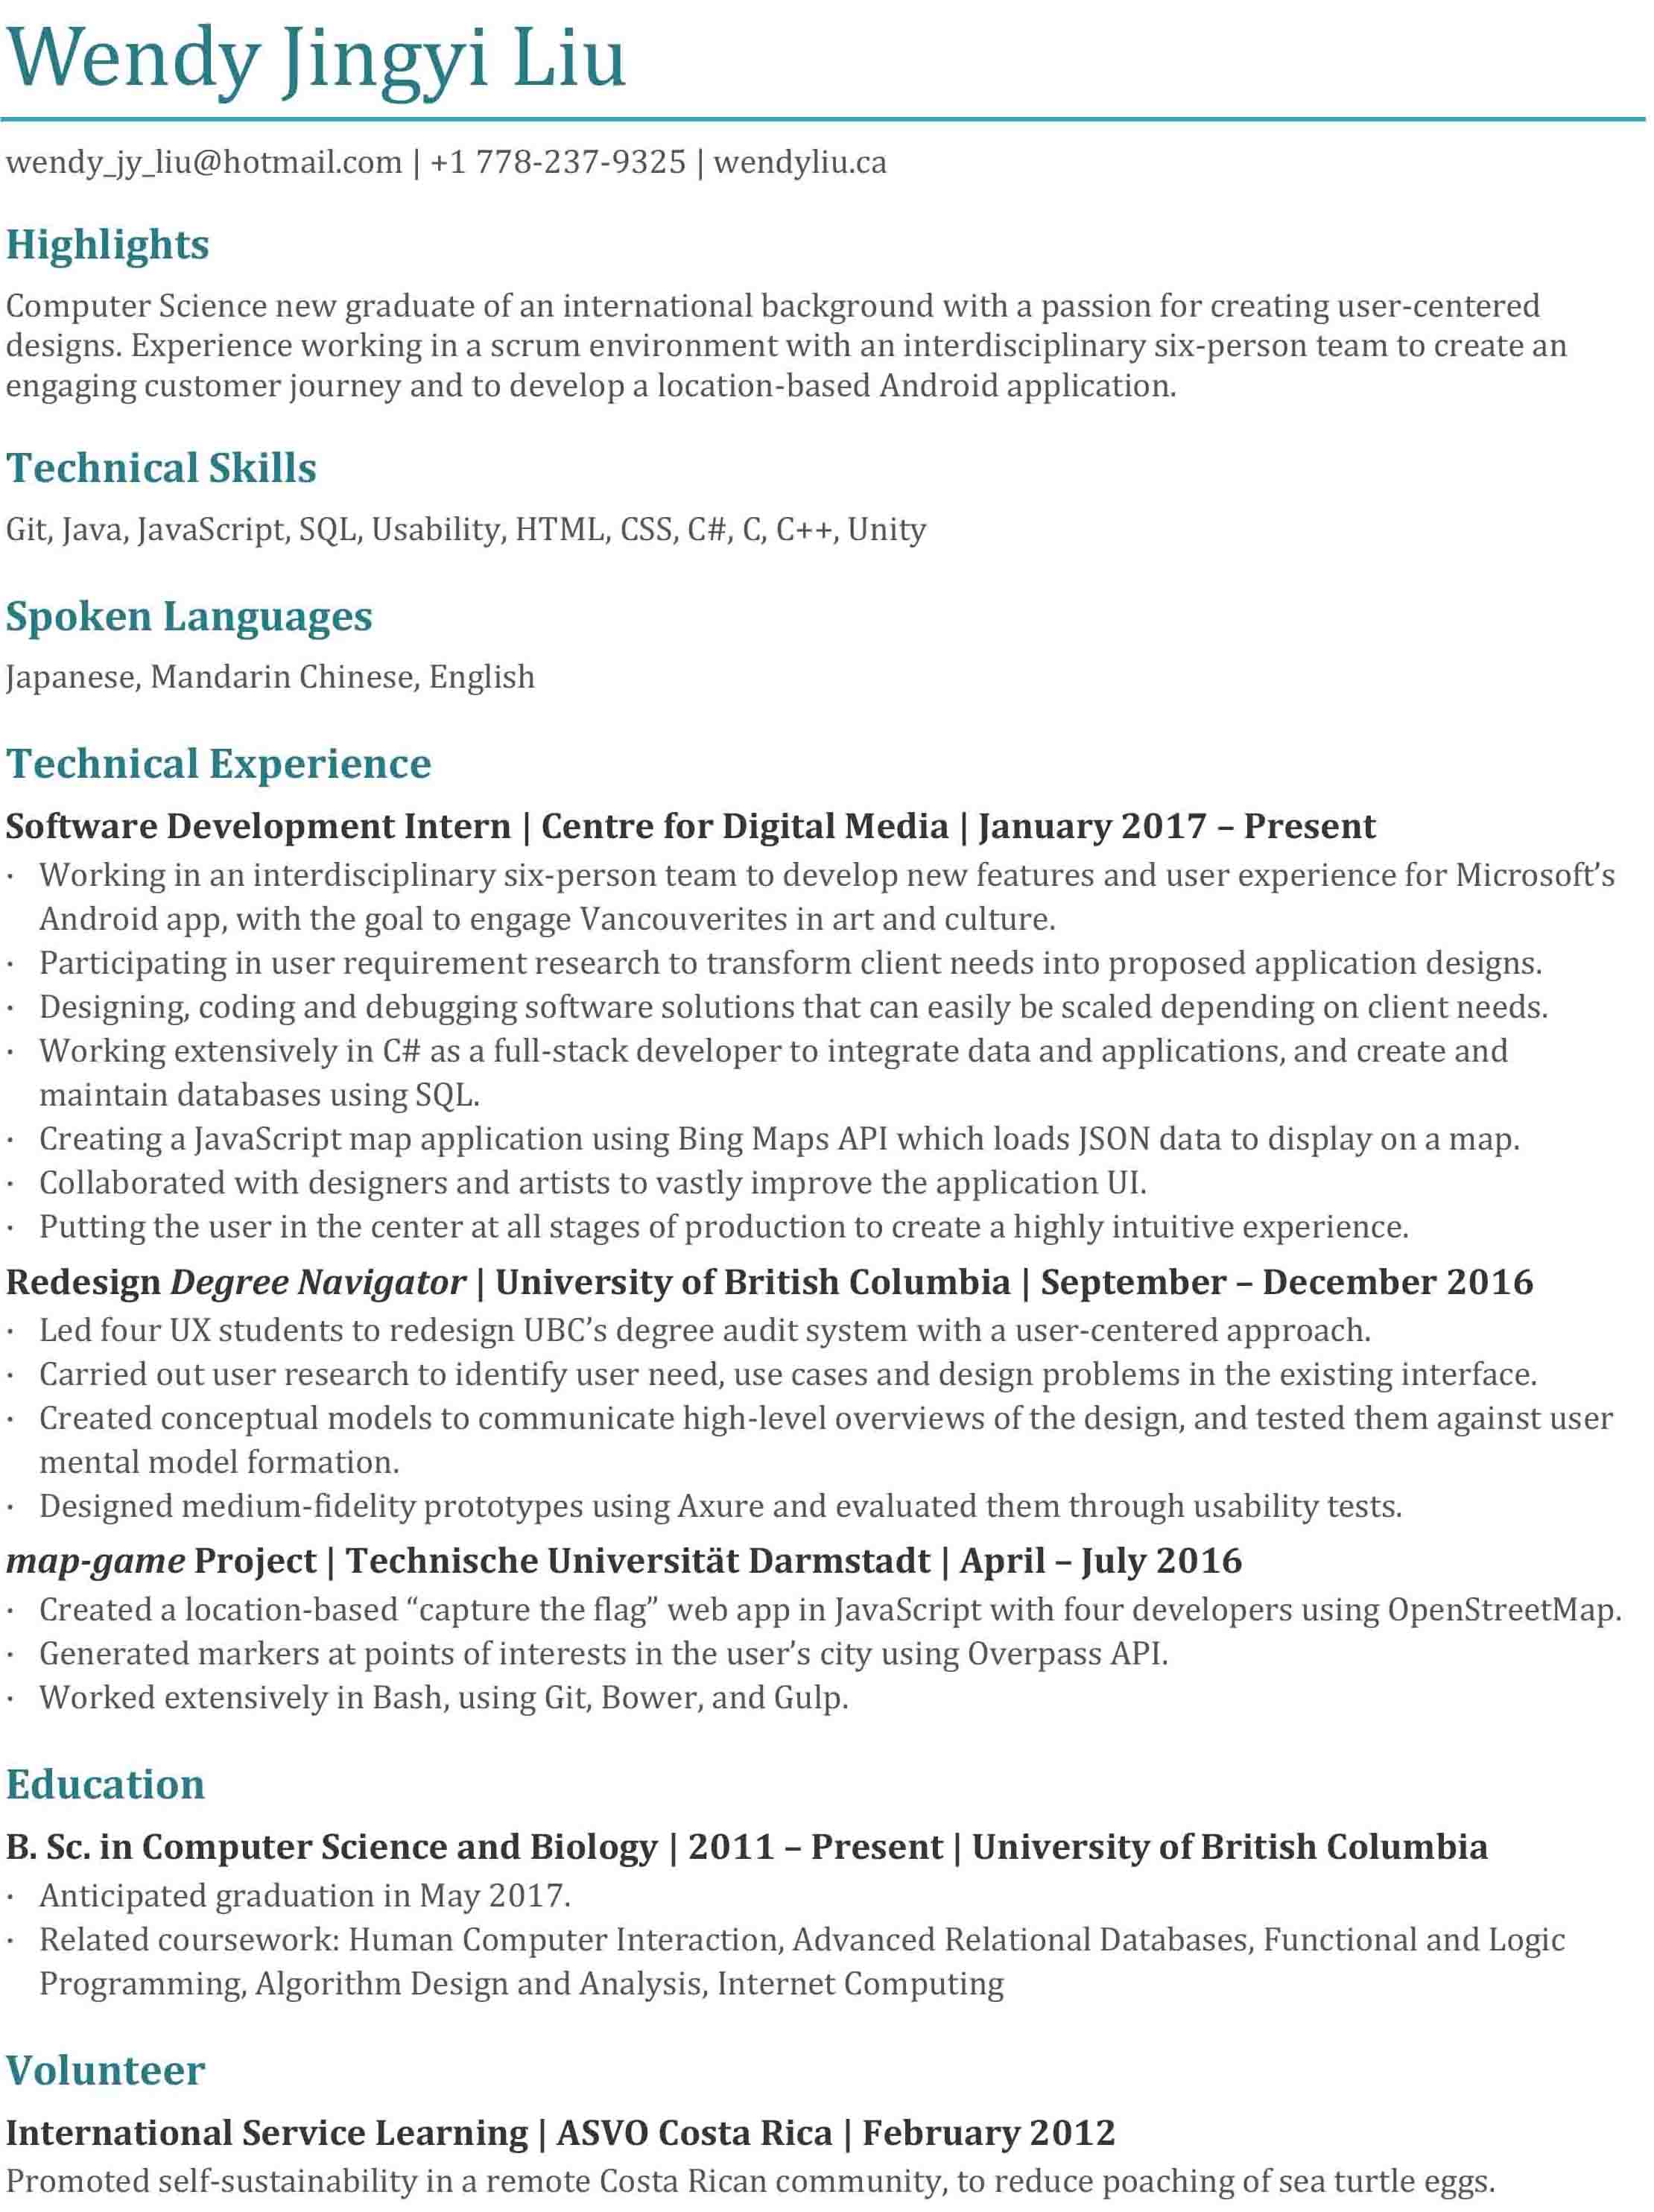 Wendy Jingyi Liu
wendy_jy_liu@hotmail.com | +1 778-237-9325 | wendyliu.ca
Highlights
Computer Science new graduate of an international background with a passion for creating user-centered
designs. Experience working in a scrum environment with an interdisciplinary six-person team to create an
engaging customer journey and to develop a location-based Android application.
Technical Skills
Git, Java, JavaScript, SQL, Usability, HTML, CSS, C#, C, C++, Unity
Spoken Languages
Japanese, Mandarin Chinese, English
Technical Experience
Software Development Intern | Centre for Digital Media | January 2017 – Present
· Working in an interdisciplinary six-person team to develop new features and user experience for Microsoft’s
Android app, with the goal to engage Vancouverites in art and culture.
· Participating in user requirement research to transform client needs into proposed application designs.
· Designing, coding and debugging software solutions that can easily be scaled depending on client needs.
· Working extensively in C# as a full-stack developer to integrate data and applications, and create and
maintain databases using SQL.
· Creating a JavaScript map application using Bing Maps API which loads JSON data to display on a map.
· Collaborated with designers and artists to vastly improve the application UI.
· Putting the user in the center at all stages of production to create a highly intuitive experience.
Redesign Degree Navigator | University of British Columbia | September – December 2016
· Led four UX students to redesign UBC’s degree audit system with a user-centered approach.
· Carried out user research to identify user need, use cases and design problems in the existing interface.
· Created conceptual models to communicate high-level overviews of the design, and tested them against user
mental model formation.
· Designed medium-fidelity prototypes using Axure and evaluated them through usability tests.
map-game Project | Technische Universität Darmstadt | April – July 2016
· Created a location-based “capture the flag” web app in JavaScript with four developers using OpenStreetMap.
· Generated markers at points of interests in the user’s city using Overpass API.
· Worked extensively in Bash, using Git, Bower, and Gulp.
Education
B. Sc. in Computer Science and Biology | 2011 – Present | University of British Columbia
· Anticipated graduation in May 2017.
· Related coursework: Human Computer Interaction, Advanced Relational Databases, Functional and Logic
Programming, Algorithm Design and Analysis, Internet Computing
Volunteer
International Service Learning | ASVO Costa Rica | February 2012
Promoted self-sustainability in a remote Costa Rican community, to reduce poaching of sea turtle eggs.